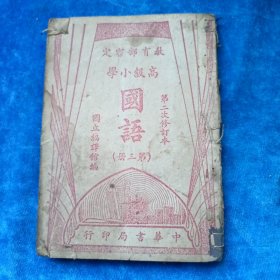 教育部審定
高級小學
國語
(第三冊)
第二次修訂本
國立編譯館編
中華書局印行